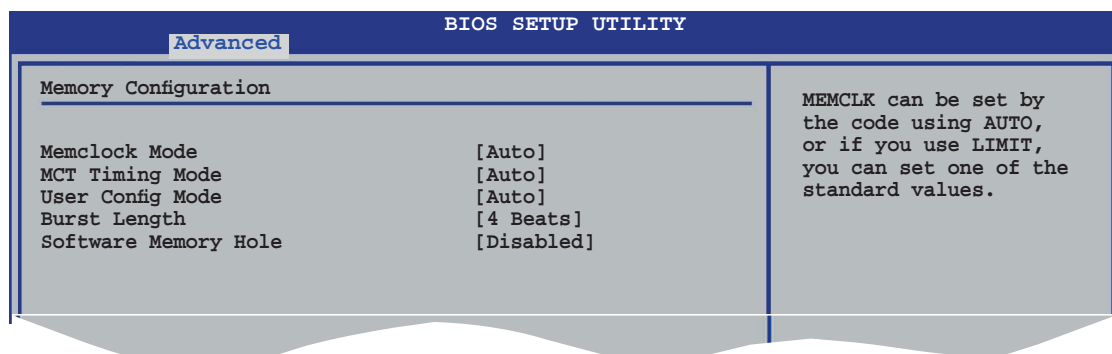 BIOS SETUP UTILITY
Advanced
Memory Configuration
Memclock Mode [Auto]
MCT Timing Mode [Auto]
User Config Mode [Auto]
Burst Length [4 Beats]
Software Memory Hole [Disabled]
MEMCLK can be set by
the code using AUTO,
or if you use LIMIT,
you can set one of the
standard values.